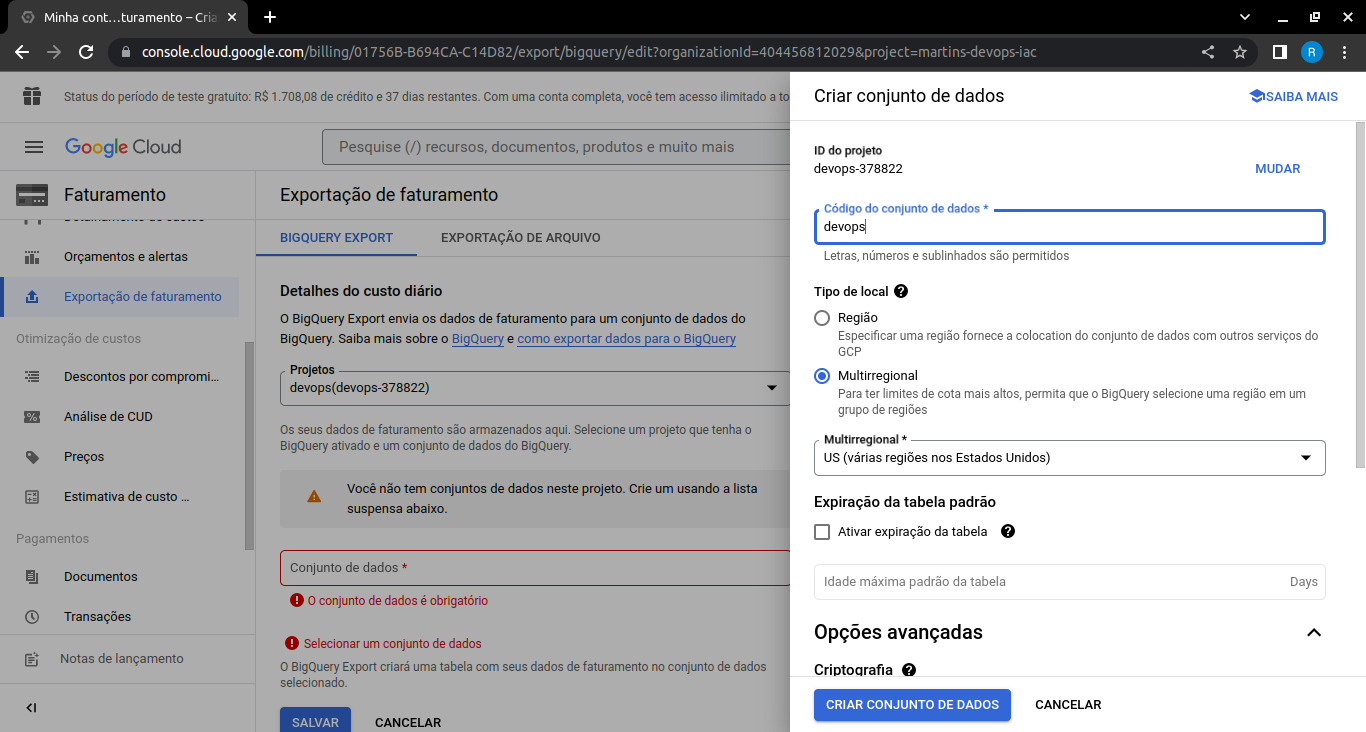 Minha cont…turamento – Cria
console.cloud.google.com/billing/01756B-B694CA-C14D82/export/bigquery/edit?organizationId=404456812029&project=martins-devops-iac
R
Status do período de teste gratuito: R$ 1.708,08 de crédito e 37 dias restantes. Com uma conta completa, você tem acesso ilimitado a to
Google Cloud
Pesquise (/) recursos, documentos, produtos e muito mais
Faturamento
Detalhamento de custos
Orçamentos e alertas
Exportação de faturamento
Otimização de custos
Descontos por compromi...
Análise de CUD
Preços
Estimativa de custo ...
Pagamentos
Documentos
Transações
Notas de lançamento
Exportação de faturamento
BIGQUERY EXPORT
EXPORTAÇÃO DE ARQUIVO
Detalhes do custo diário
O BigQuery Export envia os dados de faturamento para um conjunto de dados do
BigQuery. Saiba mais sobre o BigQuery e como exportar dados para o BigQuery
Projetos
devops(devops-378822)
Os seus dados de faturamento são armazenados aqui. Selecione um projeto que tenha o
BigQuery ativado e um conjunto de dados do BigQuery.
Você não tem conjuntos de dados neste projeto. Crie um usando a lista
suspensa abaixo.
Conjunto de dados *
O conjunto de dados é obrigatório
Selecionar um conjunto de dados
O BigQuery Export criará uma tabela com seus dados de faturamento no conjunto de dados
selecionado.
SALVAR
CANCELAR
Criar conjunto de dados
SAIBA MAIS
ID do projeto
devops-378822
MUDAR
Código do conjunto de dados *
devops
Letras, números e sublinhados são permitidos
Tipo de local
Região
Especificar uma região fornece a colocation do conjunto de dados com outros serviços do
GCP
Multirregional
Para ter limites de cota mais altos, permita que o BigQuery selecione uma região em um
grupo de regiões
Multirregional *
US (várias regiões nos Estados Unidos)
Expiração da tabela padrão
Ativar expiração da tabela
Idade máxima padrão da tabela
Days
Opções avançadas
Criptografia
CRIAR CONJUNTO DE DADOS
CANCELAR